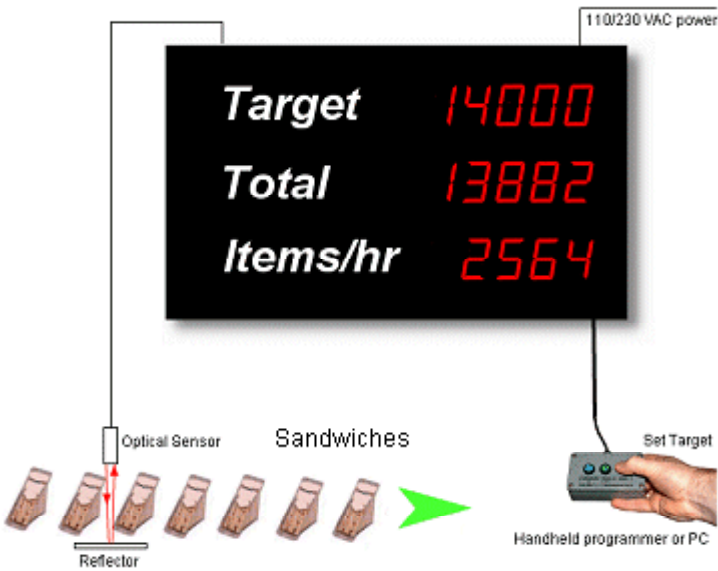 110/230 VAC power
Target 14000
Total 13882
Items/hr 2564
Optical Sensor
Sandwiches
Set Target
Handheld programmer or PC
Reflector